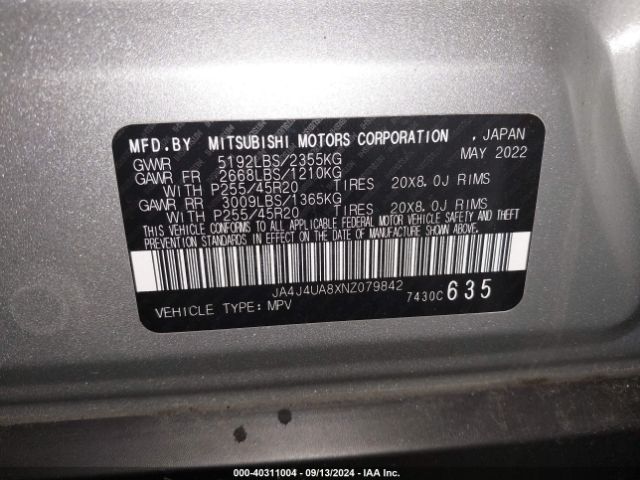 MFD.BY MITSUBISHI MOTORS CORPORATION , JAPAN
GVWR 5192LBS/2355KG MAY 2022
GAWR FR 2668LBS/1210KG
WITH P255/45R20 TIRES 20X8.0J RIMS
GAWR RR 3009LBS/1365KG
WITH P255/45R20 TIRES 20X8.0J RIMS
THIS VEHICLE CONFORMS TO ALL APPLICABLE FEDERAL MOTOR VEHICLE SAFETY AND THEFT
PREVENTION STANDARDS IN EFFECT ON THE DATE OF MANUFACTURE SHOWN ABOVE.
JA4J4UA8XNZ079842
VEHICLE TYPE: MPV 7430C 635
000-40311004 - 09/13/2024 - IAA Inc.